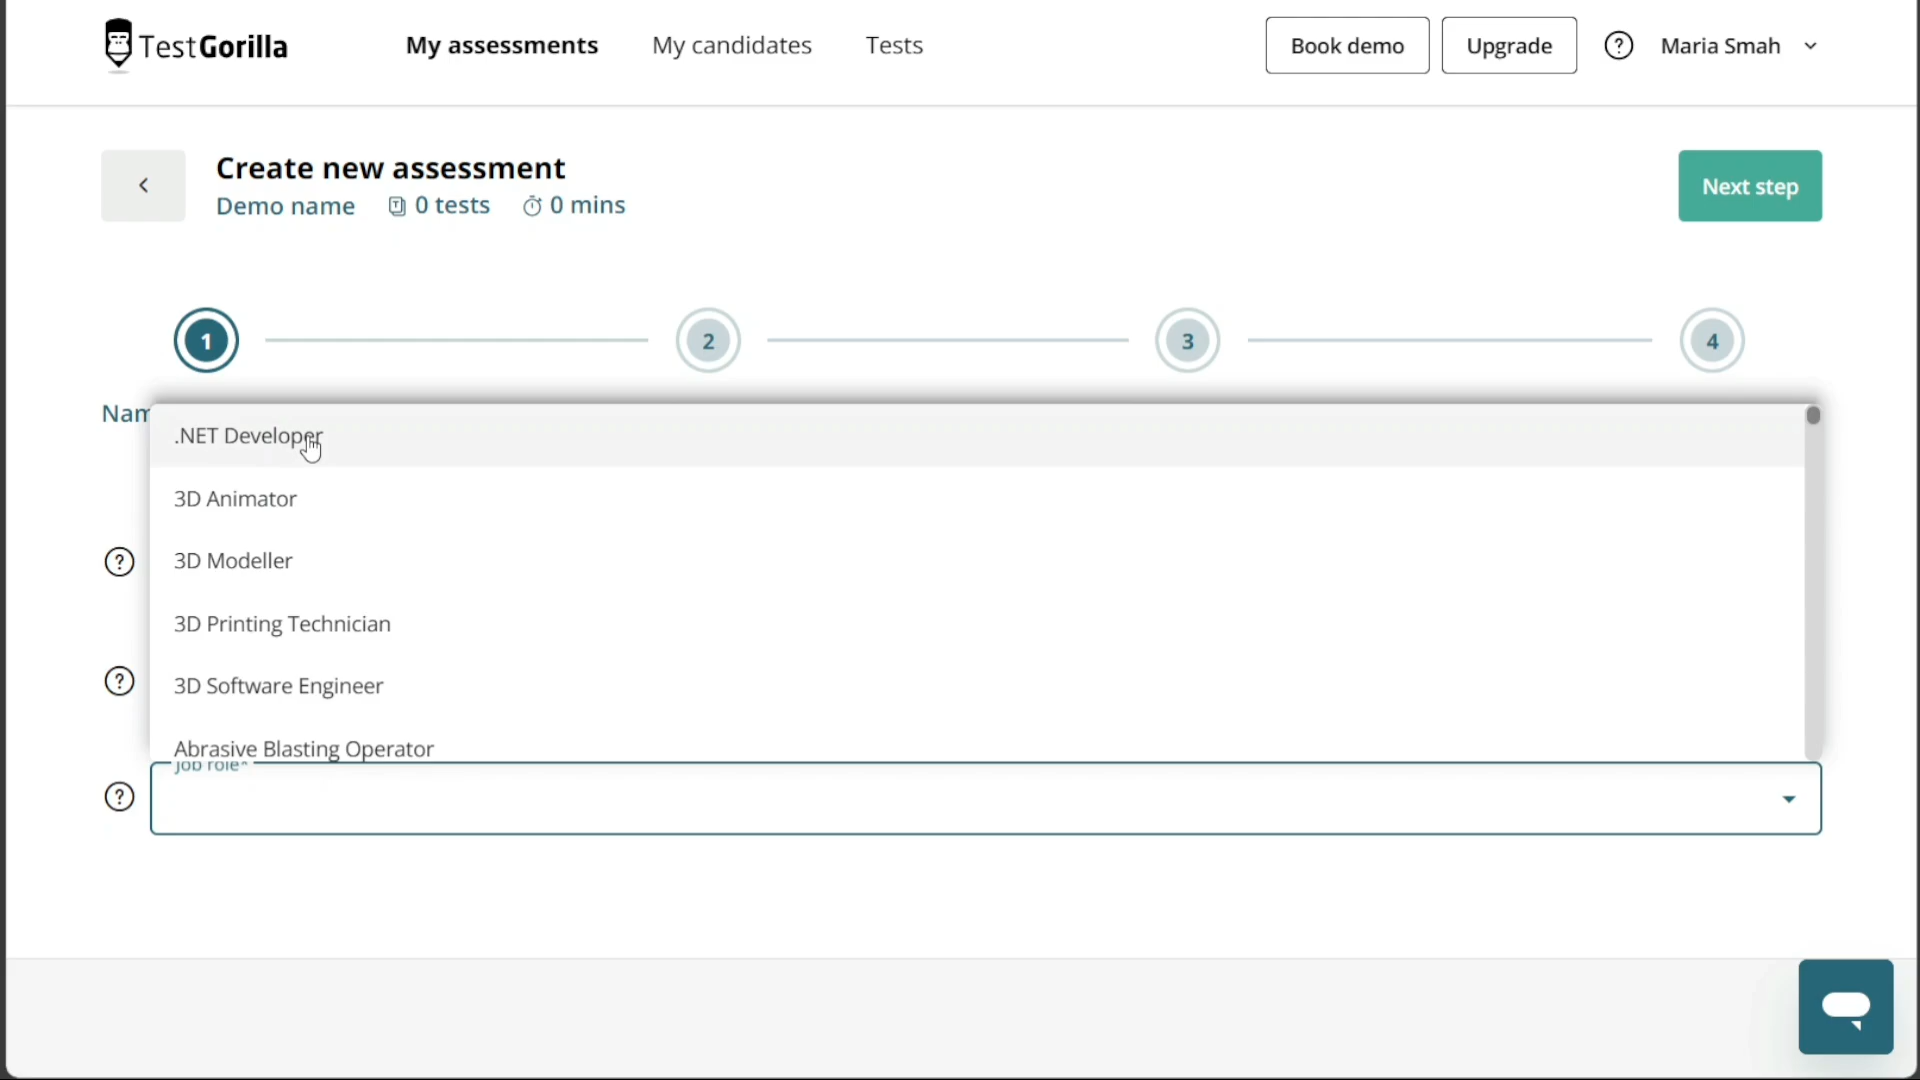 TestGorilla My assessments My candidates Tests Book demo Upgrade ? Maria Smah
Create new assessment
Demo name 0 tests 0 mins
Next step
1 2 3 4
Nam
.NET Developer
3D Animator
3D Modeller
?
3D Printing Technician
3D Software Engineer
?
Abrasive Blasting Operator
Job role*
?